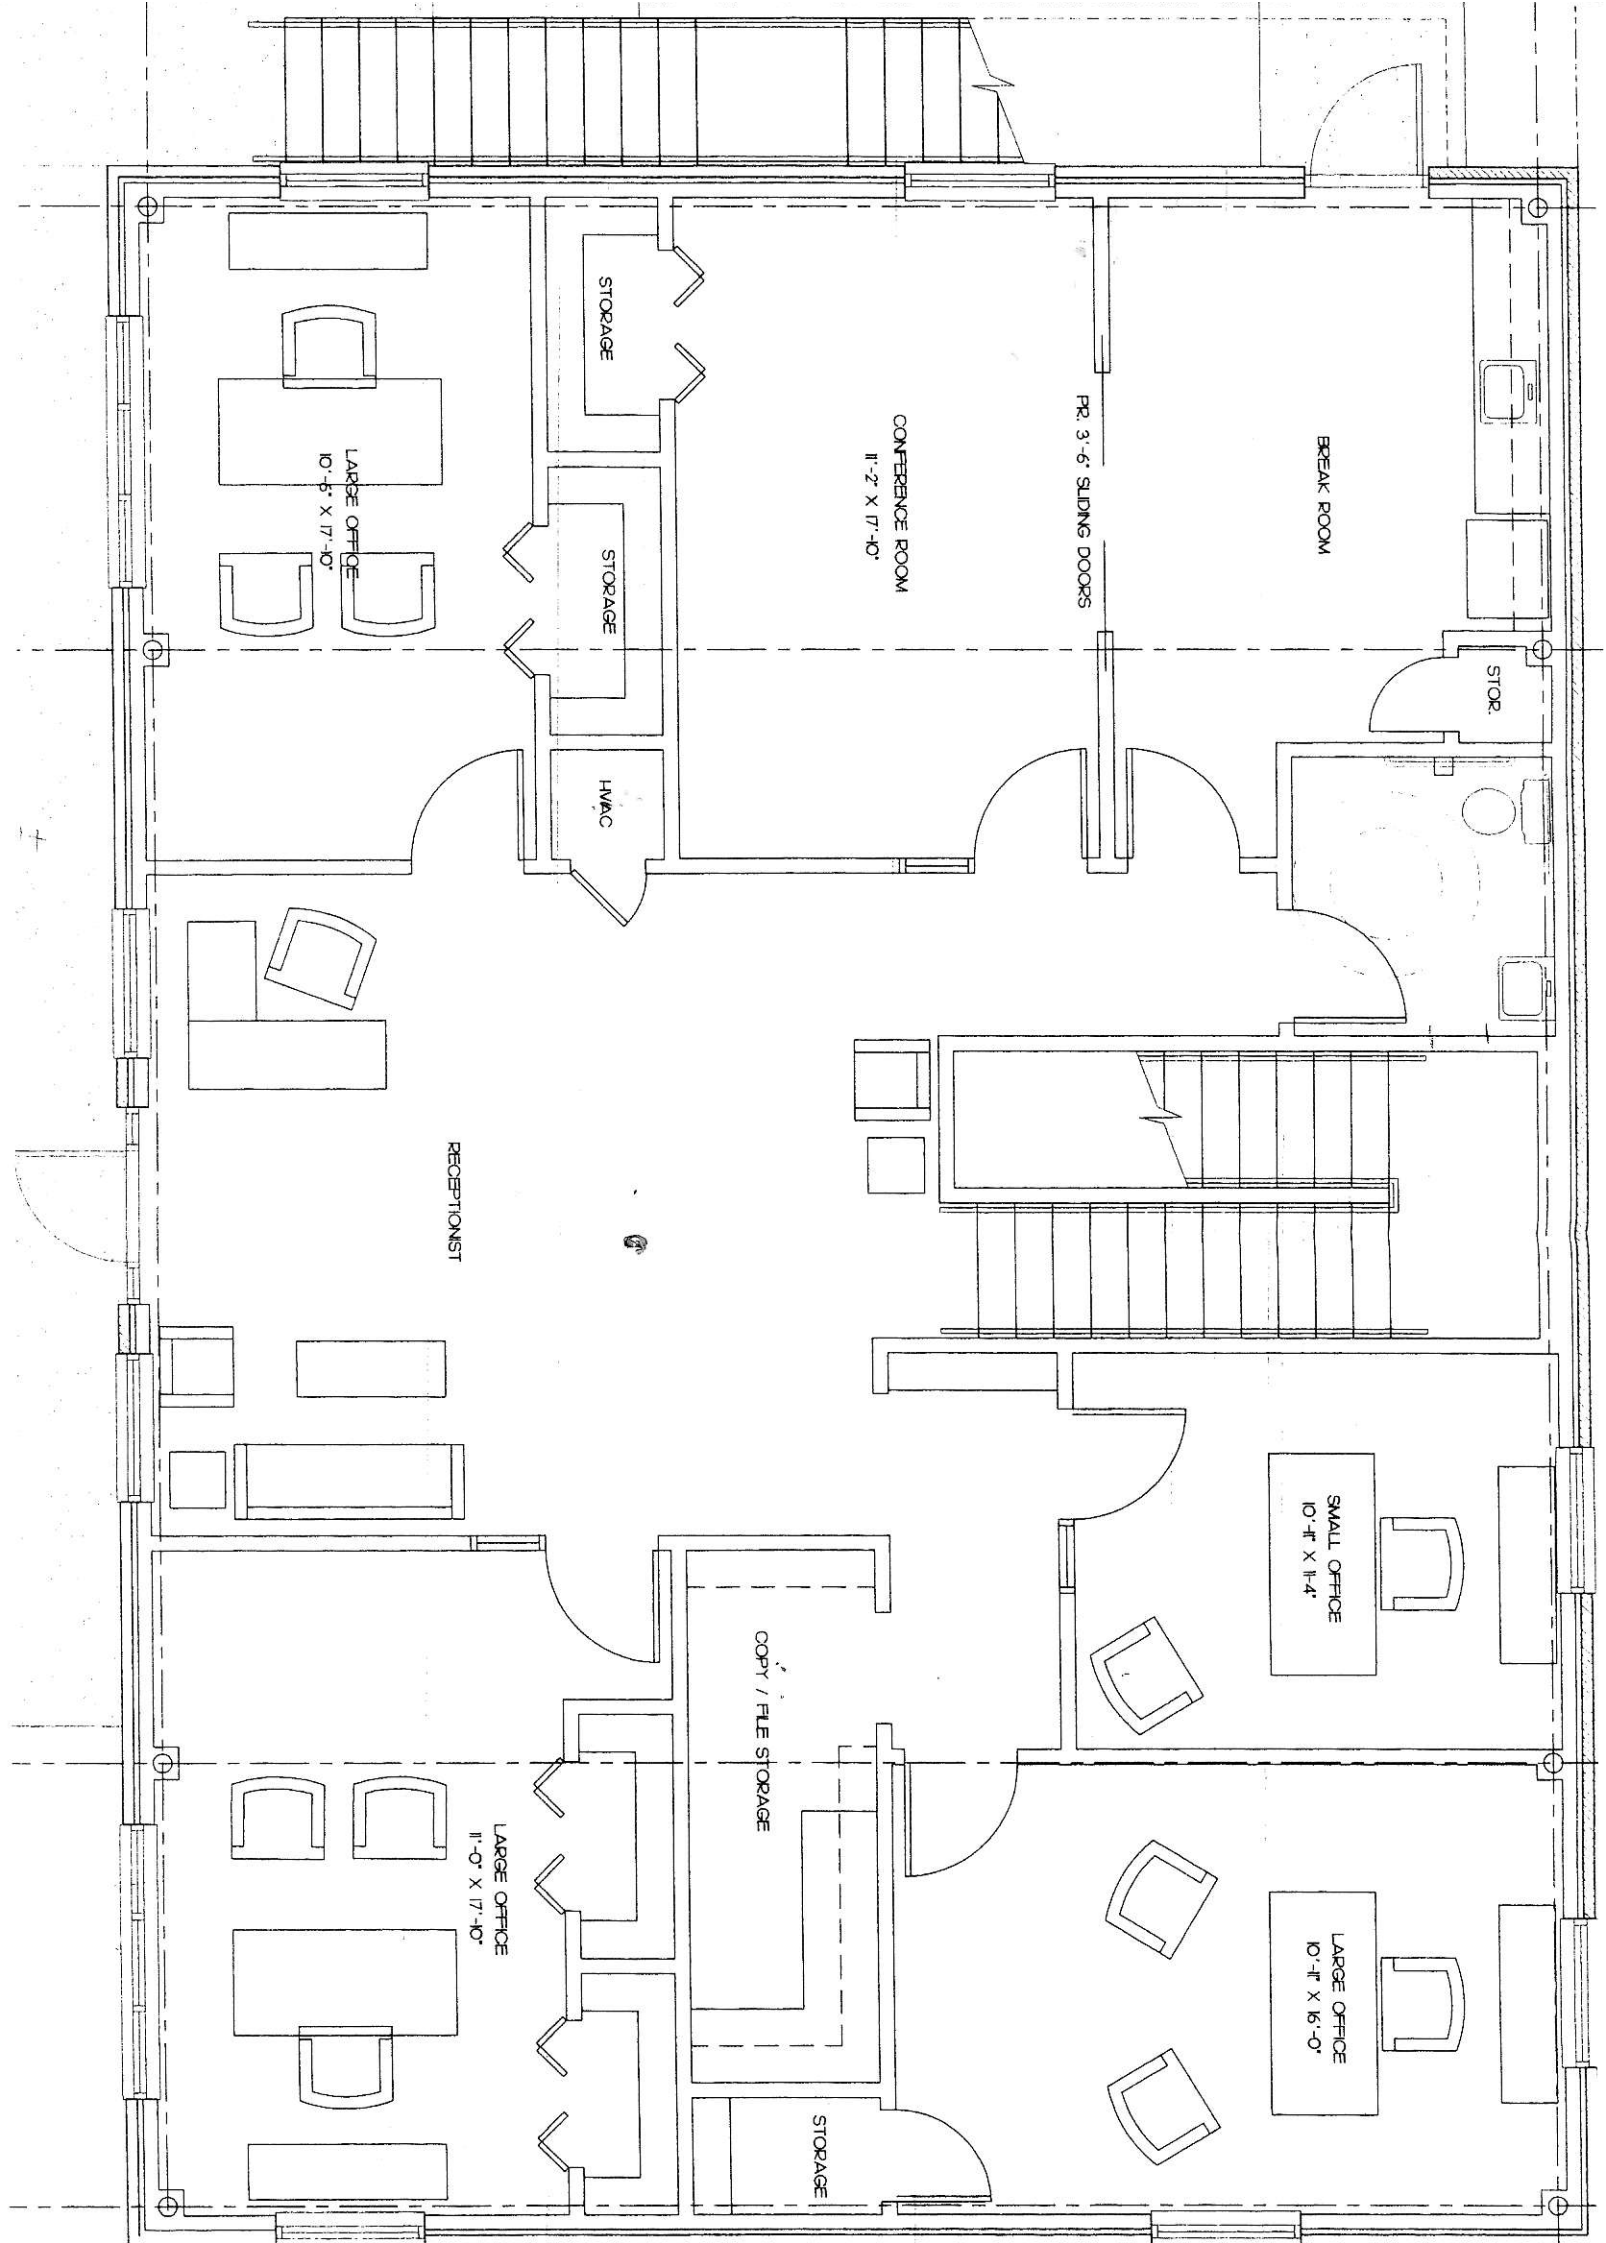 STORAGE
LARGE OFFICE
10'-6" X 17'-10"
STORAGE
HVAC
CONFERENCE ROOM
11'-2" X 17'-10"
PR. 3'-6" SLIDING DOORS
BREAK ROOM
STOR.
RECEPTIONIST
SMALL OFFICE
10'-11" X 11-4"
COPY / FILE STORAGE
LARGE OFFICE
11'-0" X 17'-10"
LARGE OFFICE
10'-11" X 16'-0"
STORAGE